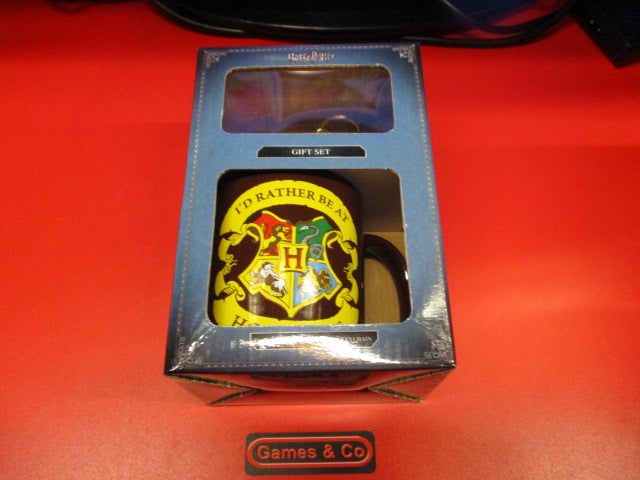 Harry Potter
GIFT SET
I'D RATHER BE AT
H
Games & Co